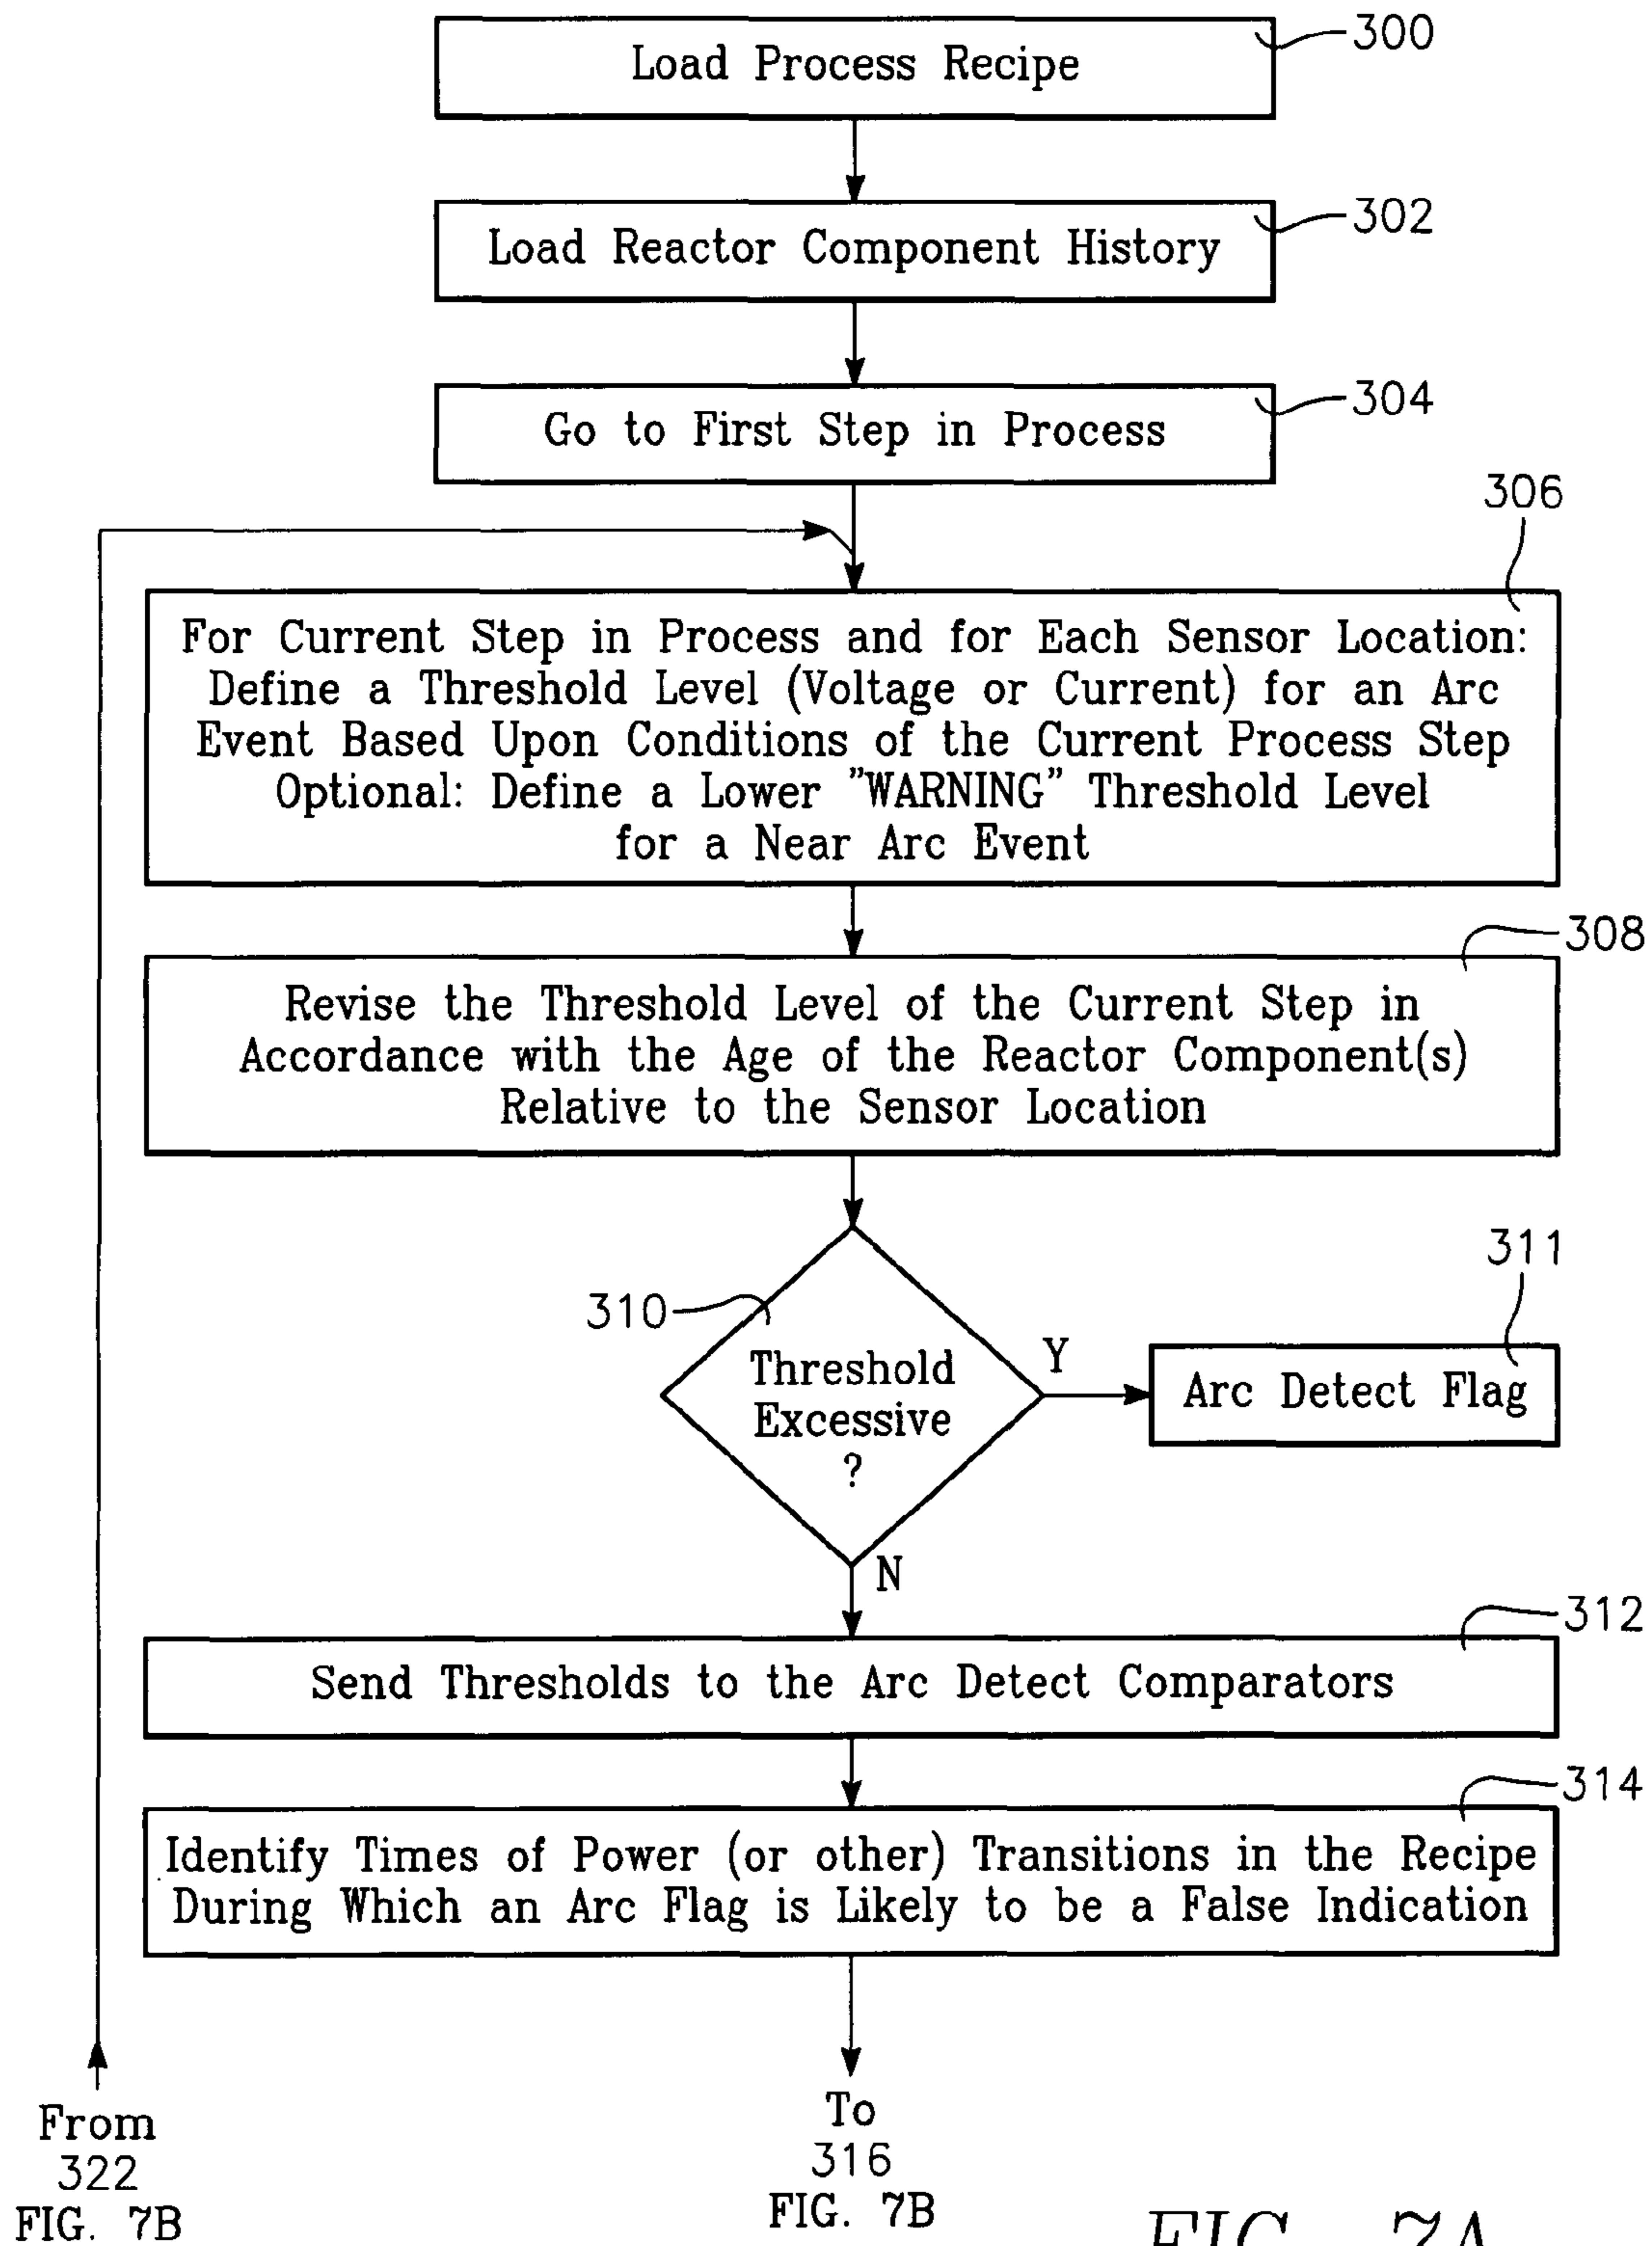 300
Load Process Recipe
302
Load Reactor Component History
304
Go to First Step in Process
306
For Current Step in Process and for Each Sensor Location:
Define a Threshold Level (Voltage or Current) for an Arc
Event Based Upon Conditions of the Current Process Step
Optional: Define a Lower "WARNING" Threshold Level
for a Near Arc Event
308
Revise the Threshold Level of the Current Step in
Accordance with the Age of the Reactor Component(s)
Relative to the Sensor Location
310
Threshold
Excessive
?
Y
311
Arc Detect Flag
N
312
Send Thresholds to the Arc Detect Comparators
314
Identify Times of Power (or other) Transitions in the Recipe
During Which an Arc Flag is Likely to be a False Indication
From
322
FIG. 7B
To
316
FIG. 7B
FIG. 7A